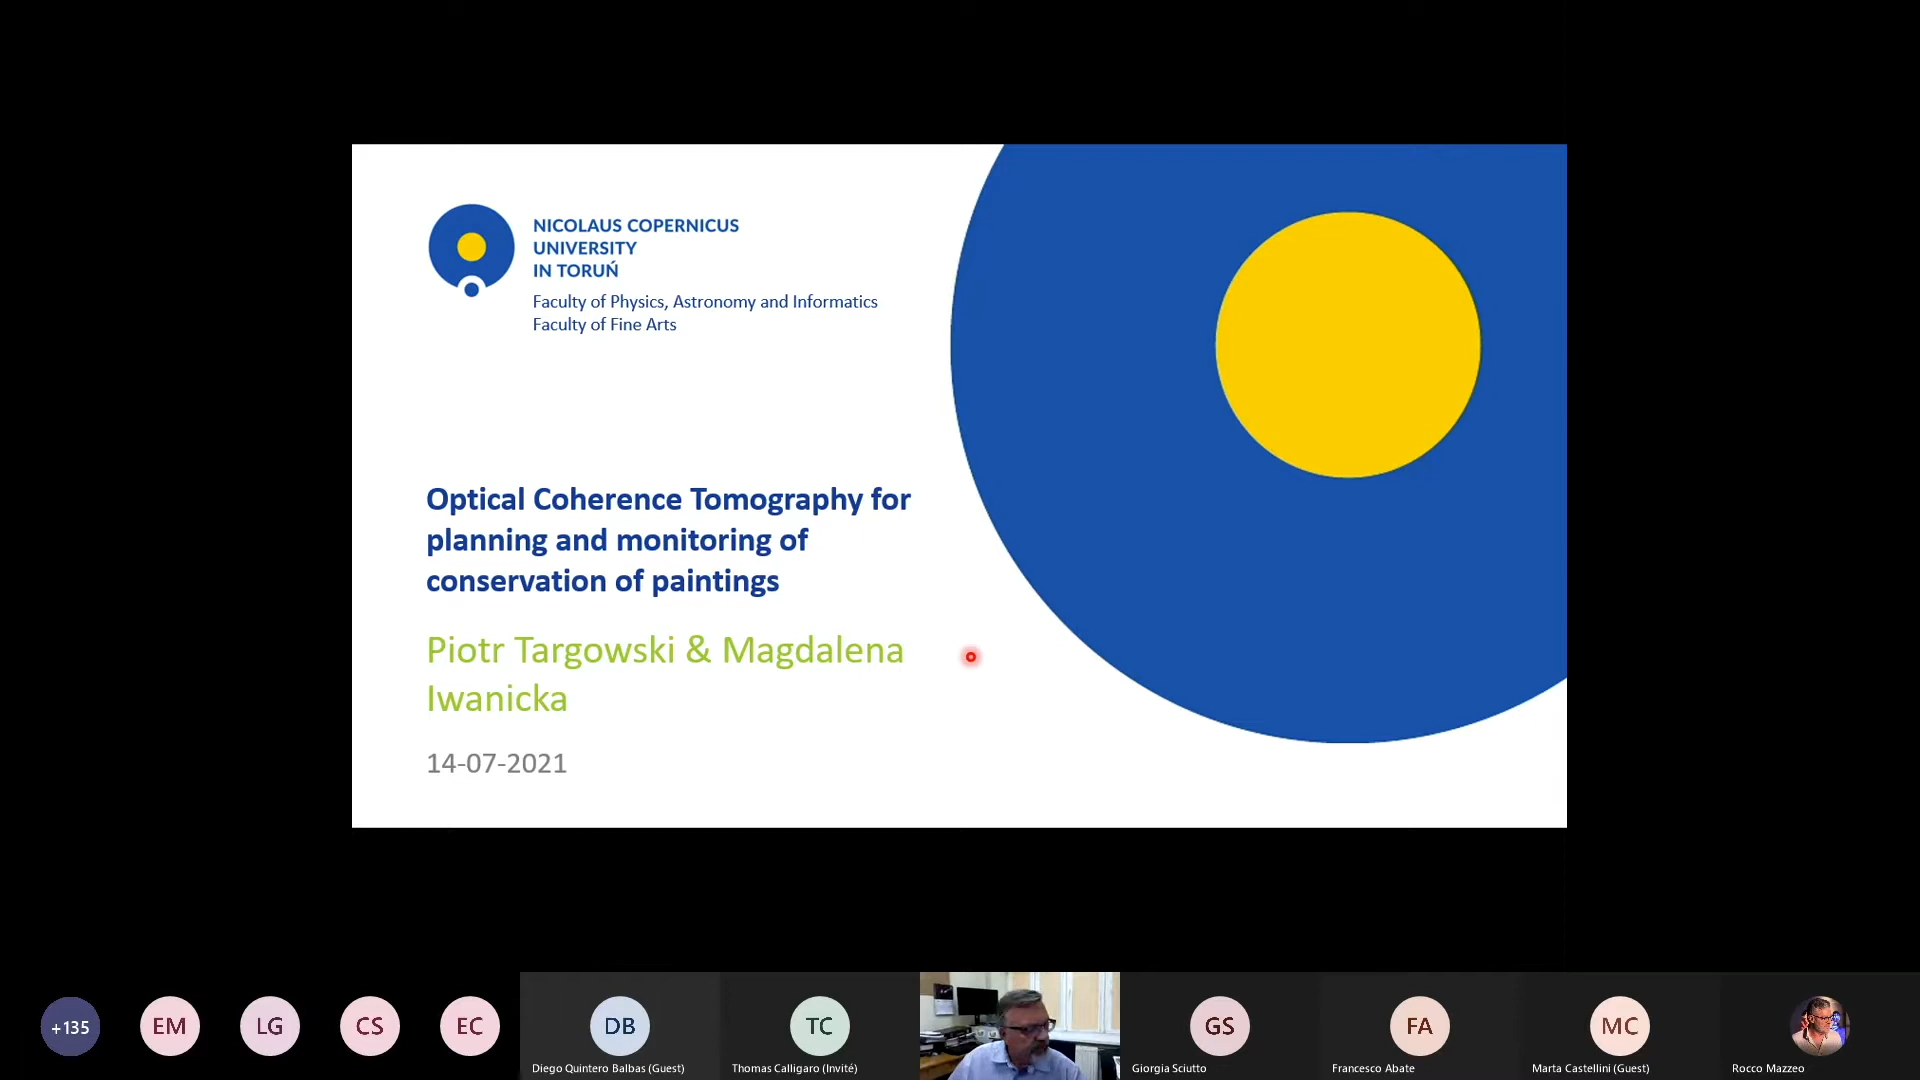 NICOLAUS COPERNICUS
UNIVERSITY
IN TORUŃ
Faculty of Physics, Astronomy and Informatics
Faculty of Fine Arts
Optical Coherence Tomography for
planning and monitoring of
conservation of paintings
Piotr Targowski & Magdalena
Iwanicka
14-07-2021
+135
EM
LG
CS
EC
DB
TC
GS
FA
MC
Diego Quintero Balbas (Guest)
Thomas Calligaro (Invité)
Giorgia Sciutto
Francesco Abate
Marta Castellini (Guest)
Rocco Mazzeo